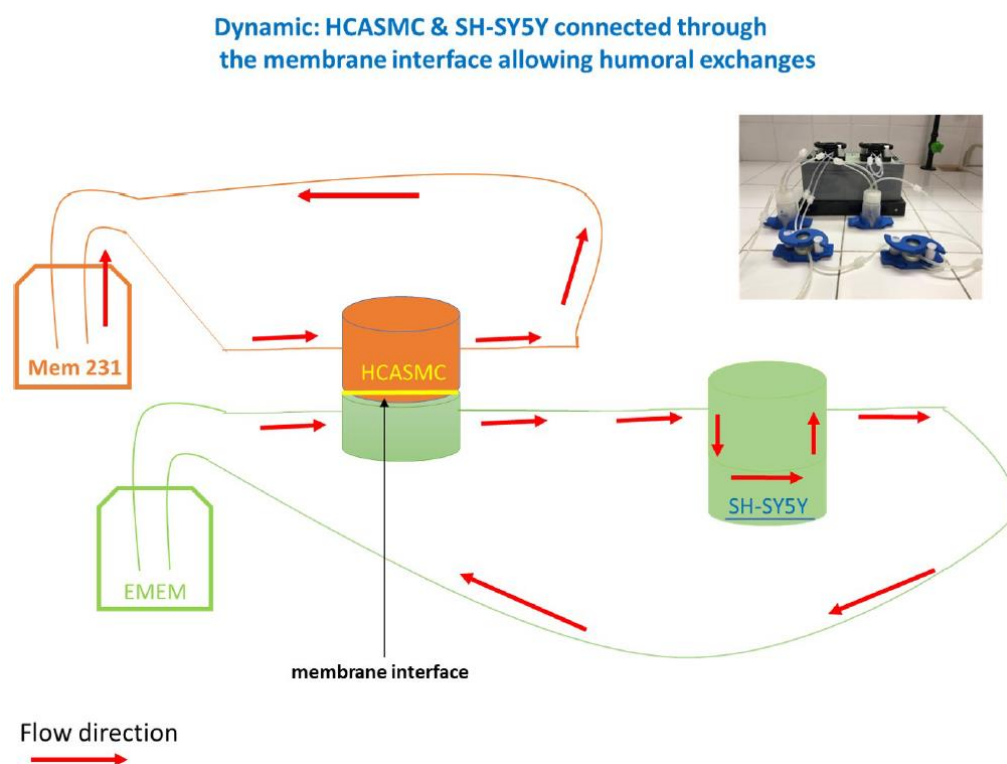 Dynamic: HCASMC & SH-SY5Y connected through
the membrane interface allowing humoral exchanges
Mem 231
HCASMC
SH-SY5Y
EMEM
membrane interface
Flow direction